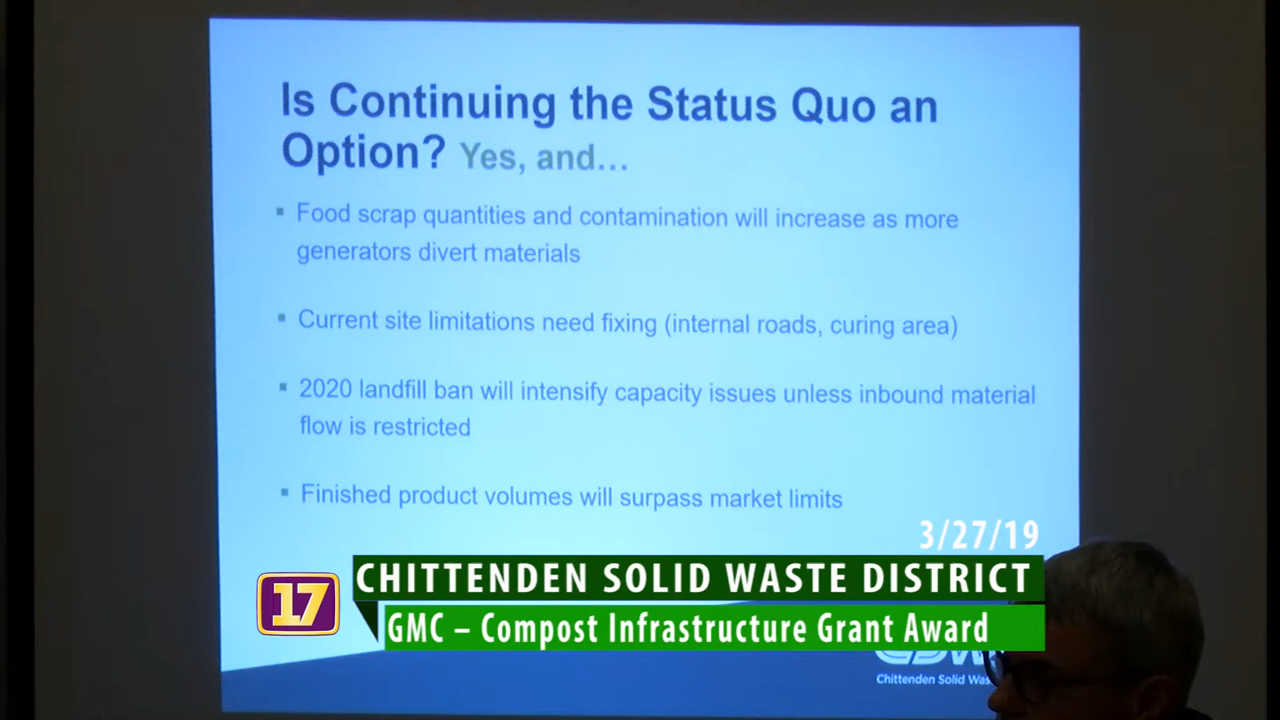 Is Continuing the Status Quo an
Option? Yes, and…
▪ Food scrap quantities and contamination will increase as more
generators divert materials
▪ Current site limitations need fixing (internal roads, curing area)
▪ 2020 landfill ban will intensify capacity issues unless inbound material
flow is restricted
▪ Finished product volumes will surpass market limits
3/27/19
17
CHITTENDEN SOLID WASTE DISTRICT
GMC – Compost Infrastructure Grant Award
Chittenden Solid